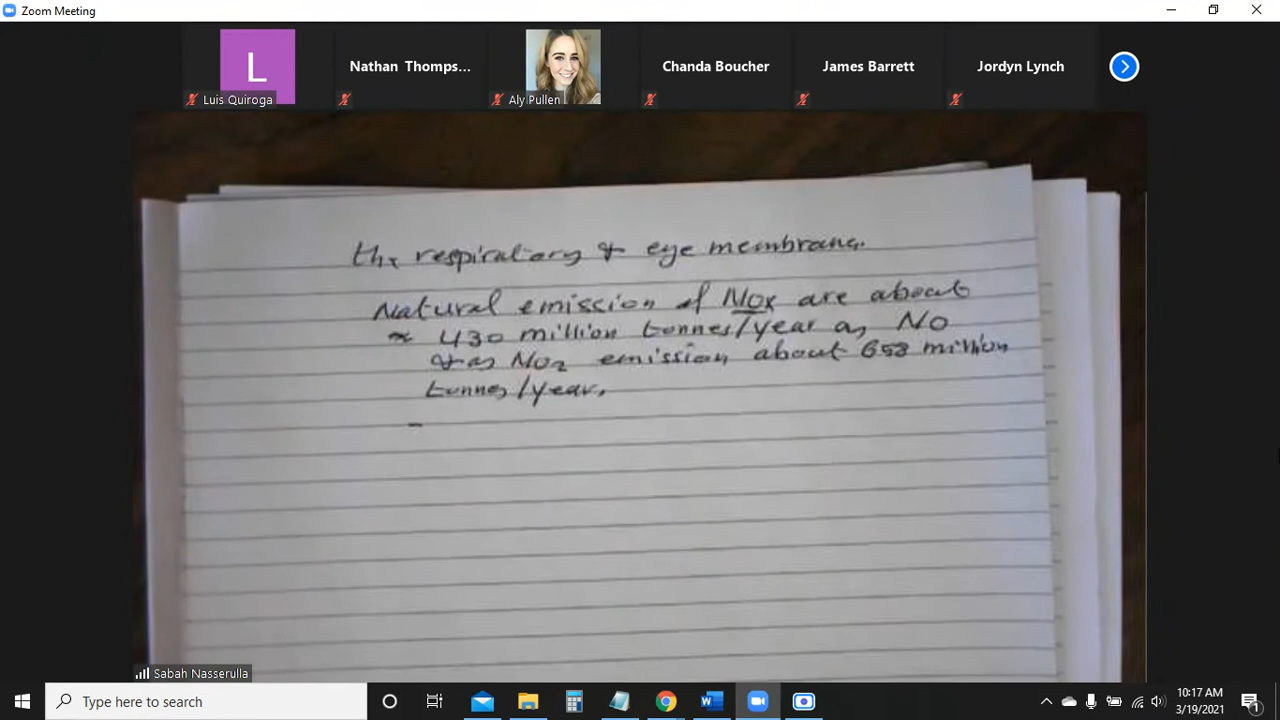 Zoom Meeting
L
Luis Quiroga
Nathan Thomps...
Aly Pullen
Chanda Boucher
James Barrett
Jordyn Lynch
the respiratory & eye membrane.
Natural emission of NOx are about
≈ 430 million tonnes/year as NO
& as NO2 emission about 658 million
tonnes/year.
-
Sabah Nasserulla
Type here to search
10:17 AM
3/19/2021
1